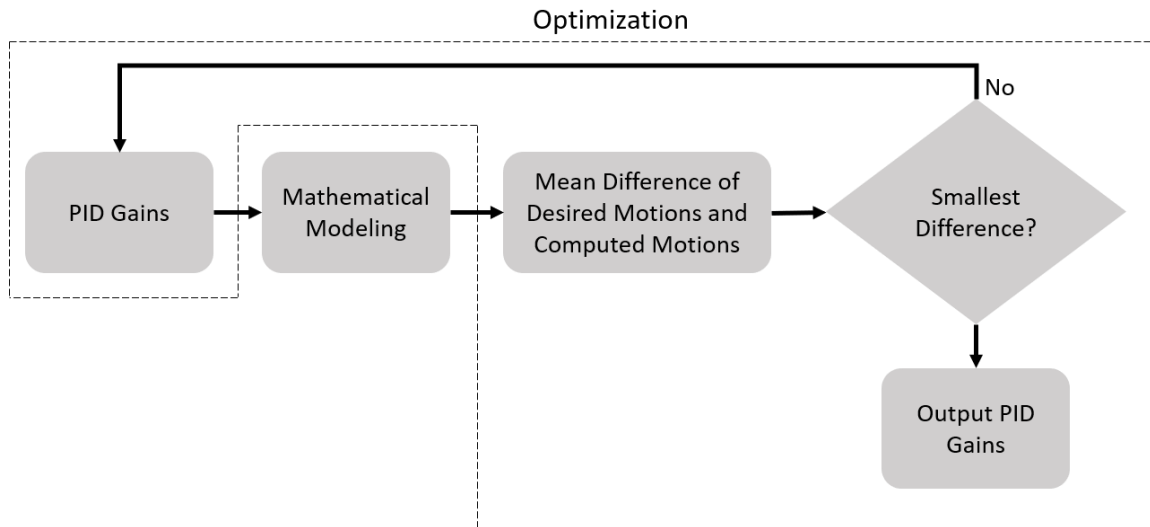 Optimization
No
PID Gains
Mathematical
Modeling
Mean Difference of
Desired Motions and
Computed Motions
Smallest
Difference?
Output PID
Gains